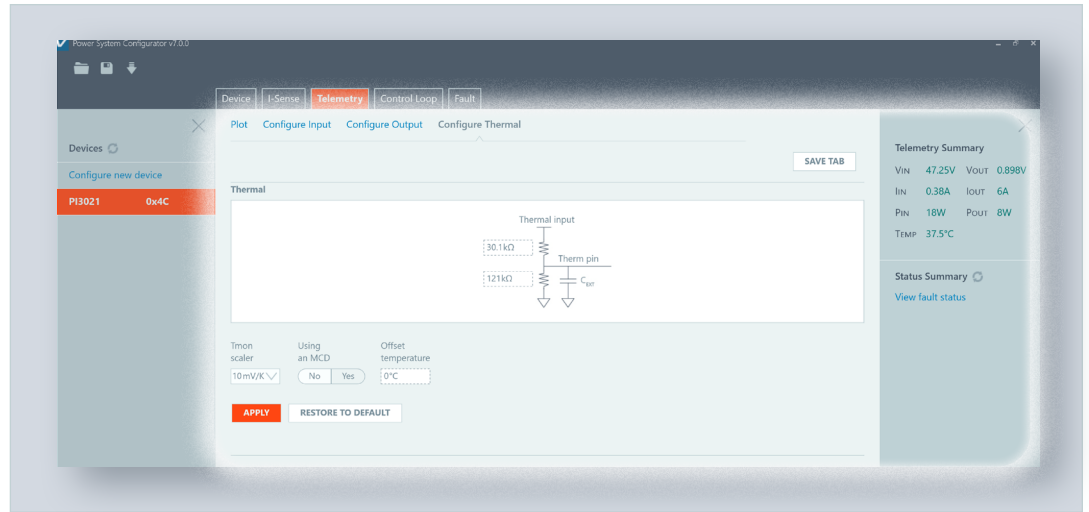 Power System Configurator v7.0.0
Device I-Sense Telemetry Control Loop Fault
Plot Configure Input Configure Output Configure Thermal
Devices
Configure new device
PI3021 0x4C
SAVE TAB
Thermal
Thermal input
30.1kΩ
Therm pin
121kΩ
CEXT
Tmon scaler
Using an MCD
Offset temperature
10mV/K
No Yes
0°C
APPLY RESTORE TO DEFAULT
Telemetry Summary
VIN 47.25V VOUT 0.898V
IIN 0.38A IOUT 6A
PIN 18W POUT 8W
TEMP 37.5°C
Status Summary
View fault status